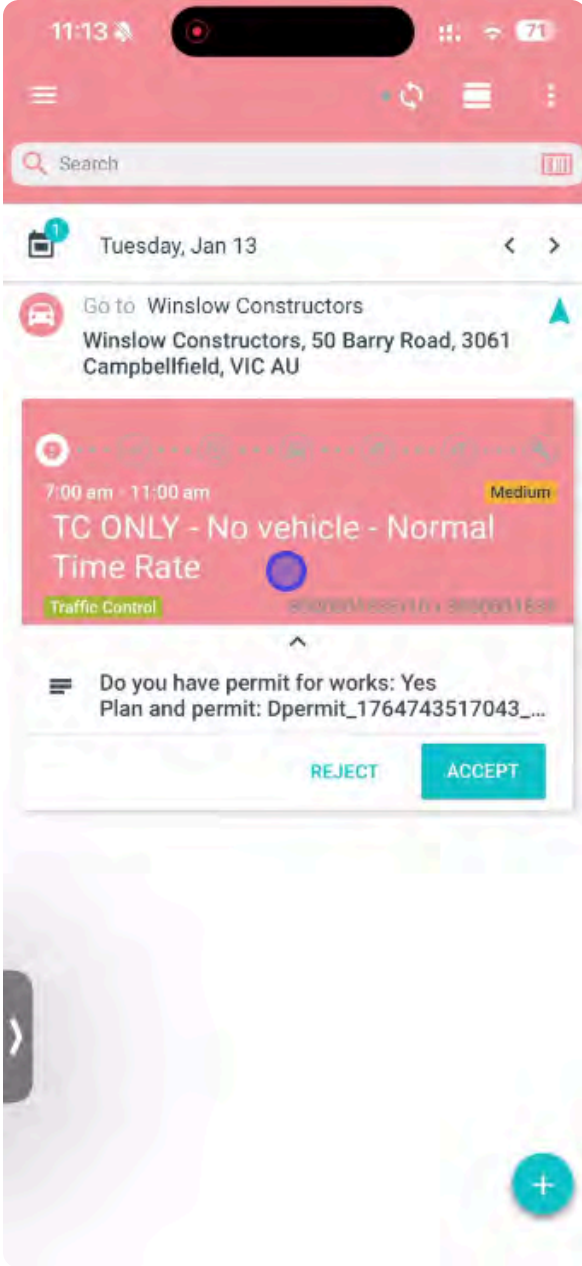 11:13
71
Search
1
Tuesday, Jan 13
Go to Winslow Constructors
Winslow Constructors, 50 Barry Road, 3061
Campbellfield, VIC AU
7:00 am - 11:00 am
Medium
TC ONLY - No vehicle - Normal
Time Rate
Traffic Control
Do you have permit for works: Yes
Plan and permit: Dpermit_1764743517043_...
REJECT
ACCEPT